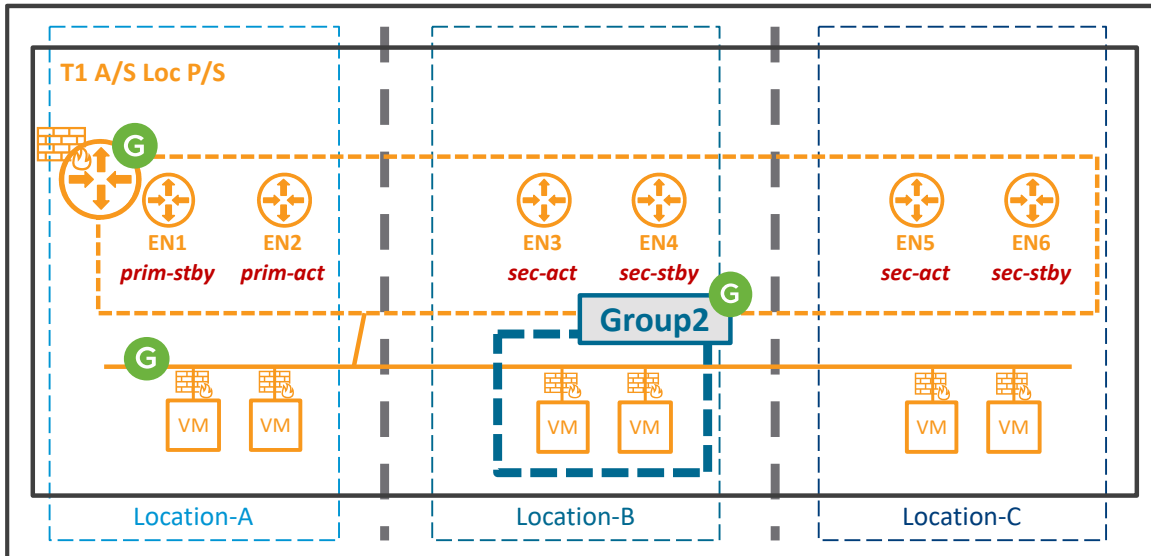 T1 A/S Loc P/S
G
EN1
EN2
EN3
EN4
EN5
EN6
prim-stby
prim-act
sec-act
sec-stby
sec-act
sec-stby
G
Group2
G
VM
VM
VM
VM
VM
VM
Location-A
Location-B
Location-C